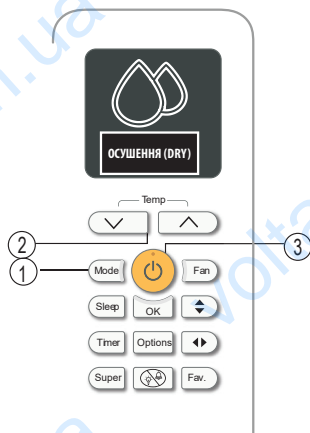 ОСУШЕННЯ (DRY)
Temp
2
3
1
Mode
Fan
Sleep
OK
Timer
Options
Super
Fav.